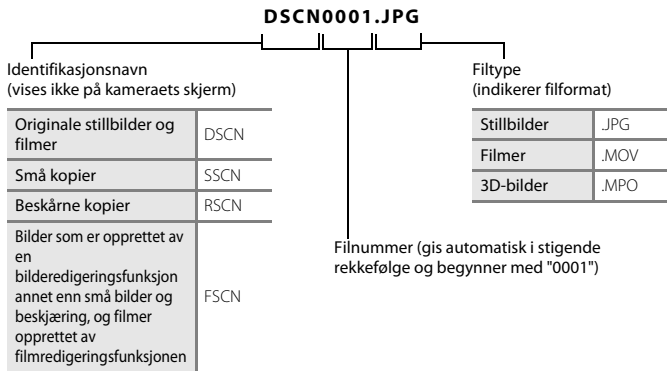 DSCN0001.JPG
Identifikasjonsnavn
(vises ikke på kameraets skjerm)
Originale stillbilder og
filmer
DSCN
Små kopier
SSCN
Beskårne kopier
RSCN
Bilder som er opprettet av
en
bilderedigeringsfunksjon
annet enn små bilder og
beskjæring, og filmer
opprettet av
filmredigeringsfunksjonen
FSCN
Filtype
(indikerer filformat)
Stillbilder
.JPG
Filmer
.MOV
3D-bilder
.MPO
Filnummer (gis automatisk i stigende
rekkefølge og begynner med "0001")